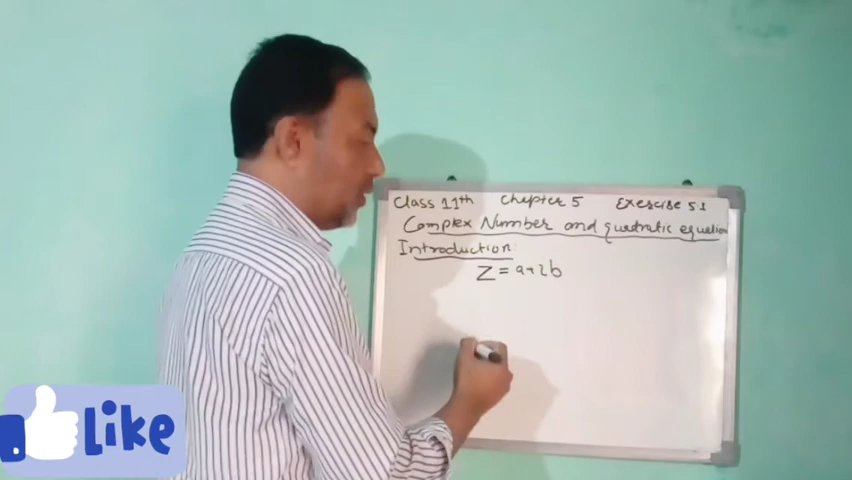 Class 11th Chapter 5 Exercise 5.1
Complex Number and quadratic equation
Introduction:
Z = a+ib
Like